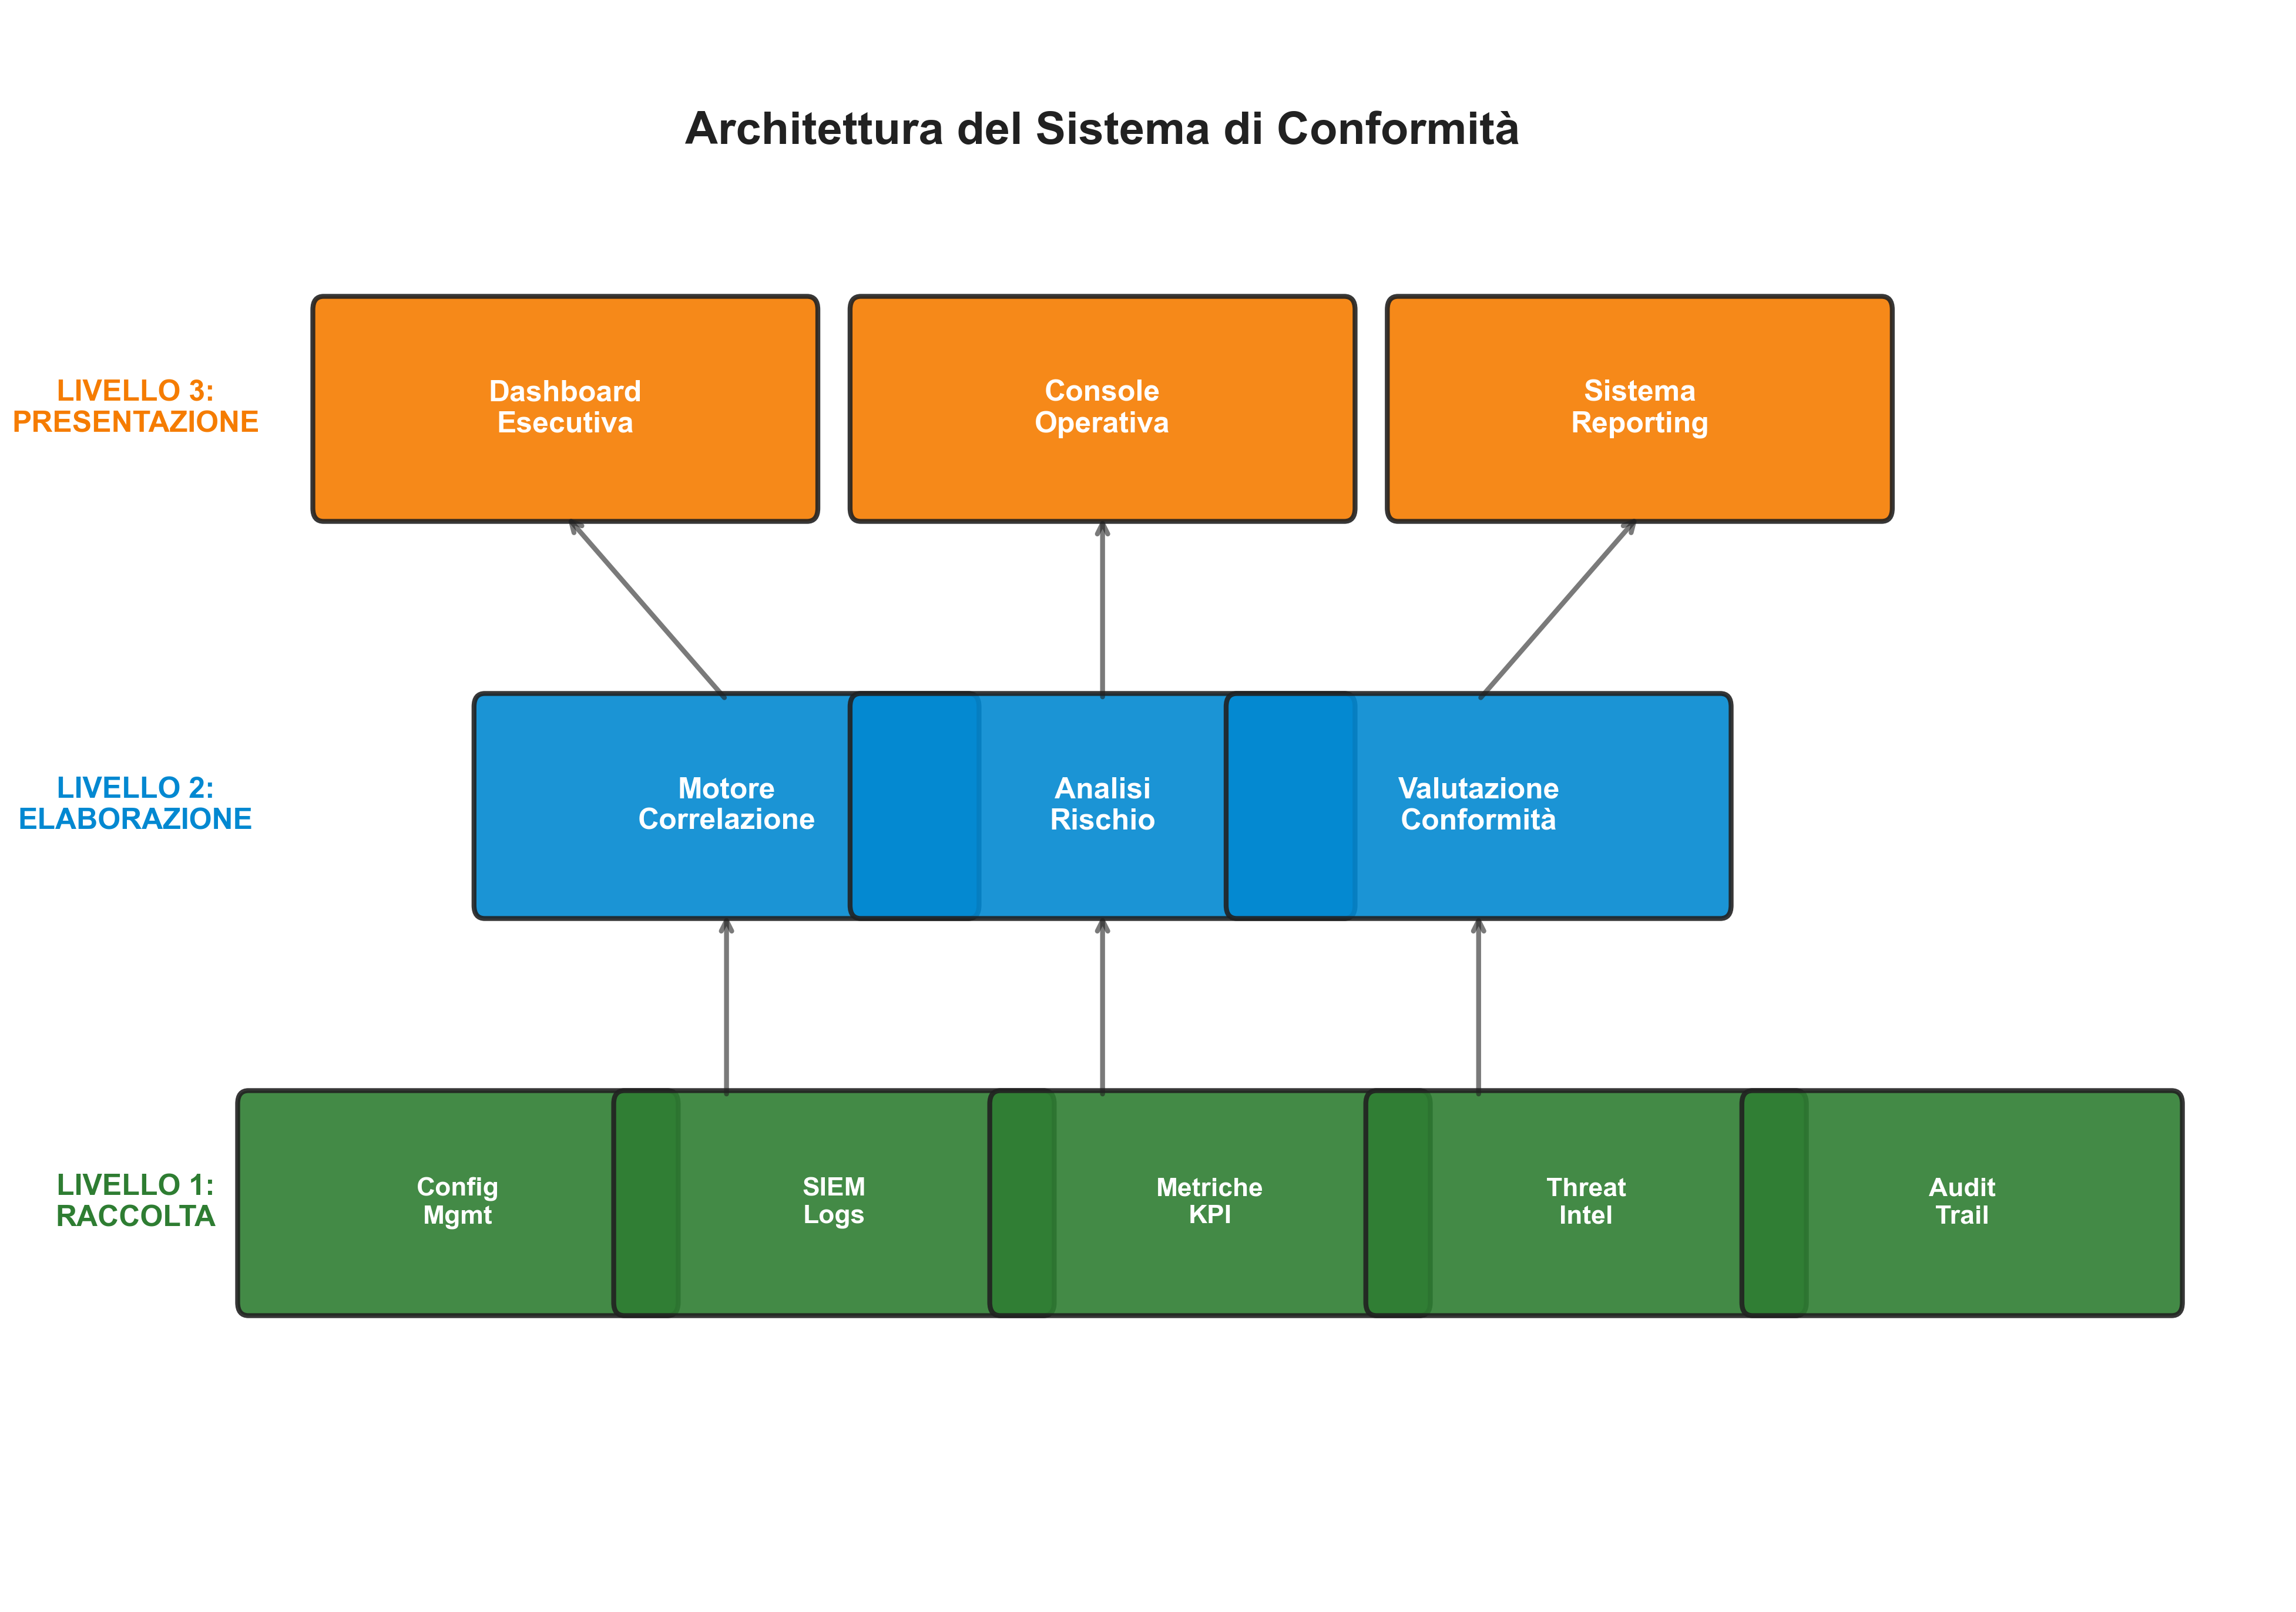 Architettura del Sistema di Conformità
LIVELLO 3:
PRESENTAZIONE
Dashboard
Esecutiva
Console
Operativa
Sistema
Reporting
LIVELLO 2:
ELABORAZIONE
Motore
Correlazione
Analisi
Rischio
Valutazione
Conformità
LIVELLO 1:
RACCOLTA
Config
Mgmt
SIEM
Logs
Metriche
KPI
Threat
Intel
Audit
Trail